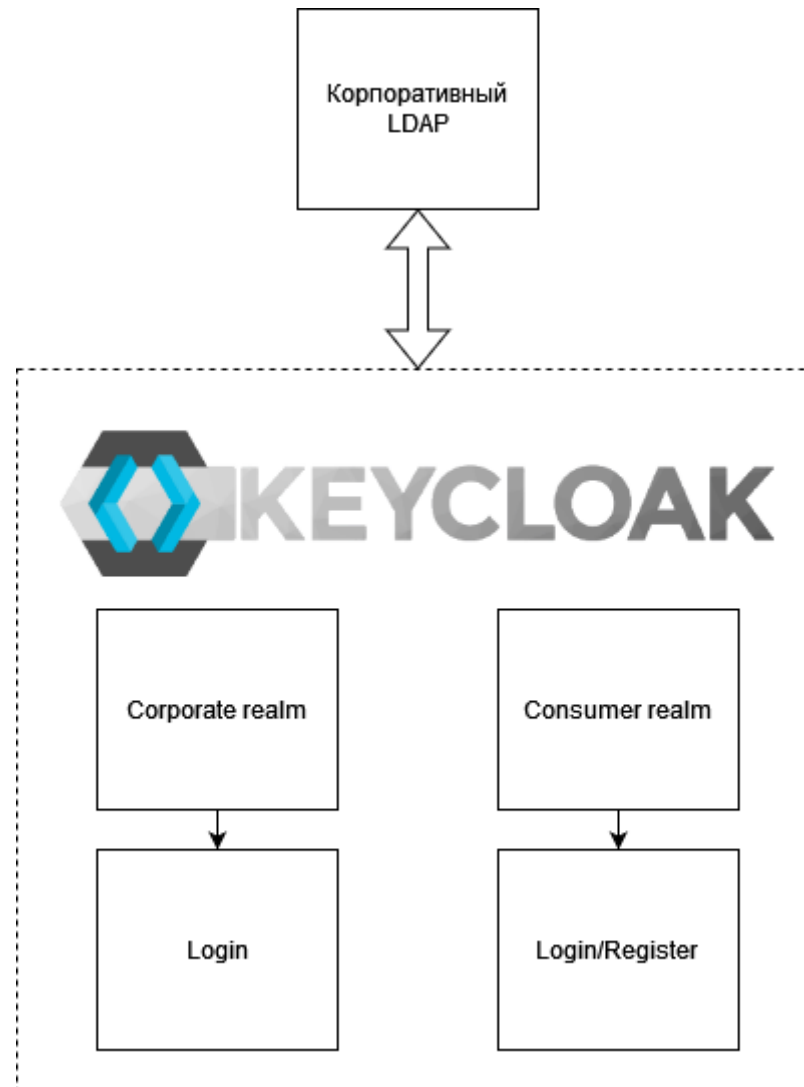 Корпоративный
LDAP
KEYCLOAK
Corporate realm
Consumer realm
Login
Login/Register